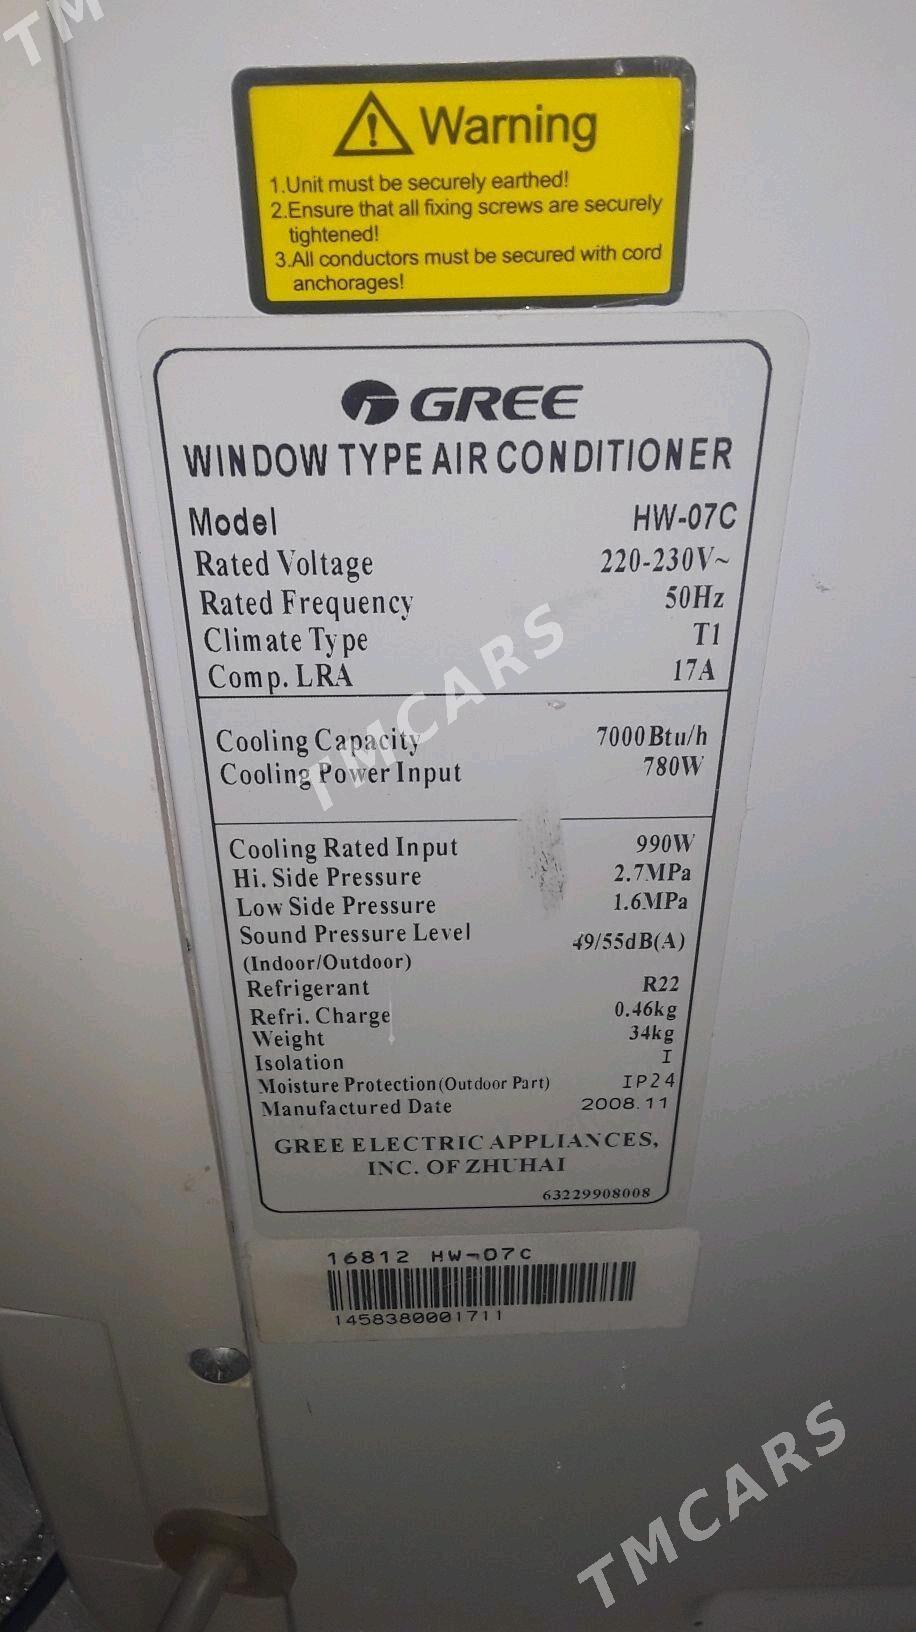 TM
Warning
1.Unit must be securely earthed!
2.Ensure that all fixing screws are securely
tightened!
3.All conductors must be secured with cord
anchorages!
GREE
WINDOW TYPE AIR CONDITIONER
Model HW-07C
Rated Voltage 220-230V~
Rated Frequency 50Hz
Climate Type T1
Comp. LRA 17A
TMCARS
Cooling Capacity 7000Btu/h
Cooling Power Input 780W
Cooling Rated Input 990W
Hi. Side Pressure 2.7MPa
Low Side Pressure 1.6MPa
Sound Pressure Level 49/55dB(A)
(Indoor/Outdoor)
Refrigerant R22
Refri. Charge 0.46kg
Weight 34kg
Isolation I
Moisture Protection(Outdoor Part) IP24
Manufactured Date 2008.11
GREE ELECTRIC APPLIANCES,
INC. OF ZHUHAI
63229908008
16812 HW-07C
1458380001711
TMCARS